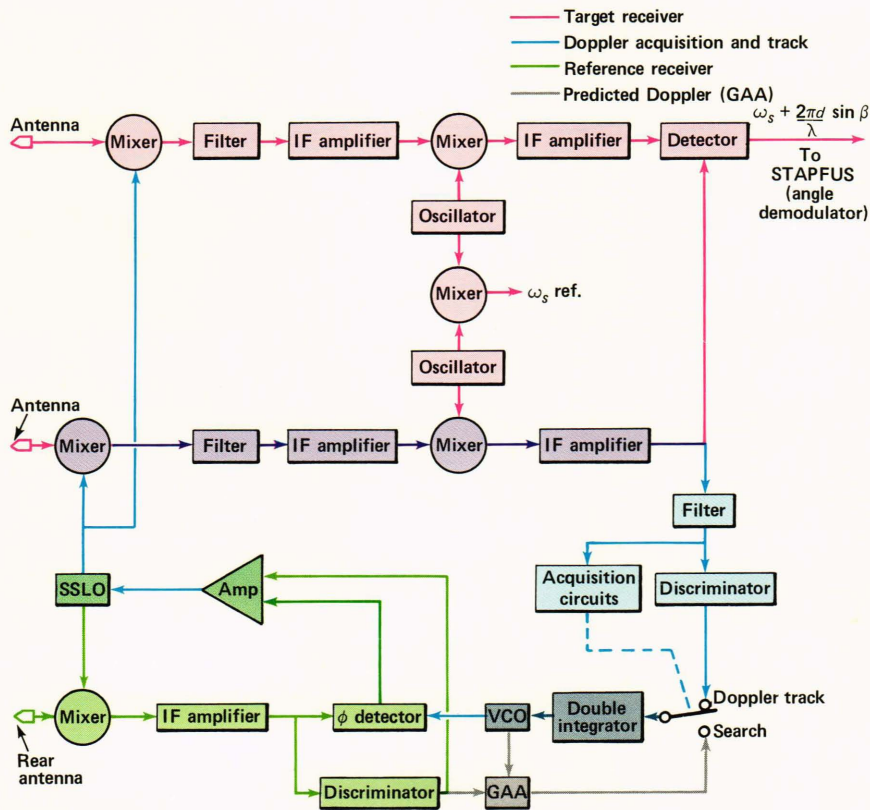 Target receiver
Doppler acquisition and track
Reference receiver
Predicted Doppler (GAA)
Antenna
Mixer
Filter
IF amplifier
Mixer
IF amplifier
Detector
ω_s + 2πd/λ sin β
To
STAPFUS
(angle
demodulator)
Oscillator
Mixer
ω_s ref.
Oscillator
Antenna
Mixer
Filter
IF amplifier
Mixer
IF amplifier
Filter
SSLO
Amp
Acquisition
circuits
Discriminator
Doppler track
Search
Mixer
IF amplifier
φ detector
VCO
Double
integrator
Rear
antenna
Discriminator
GAA